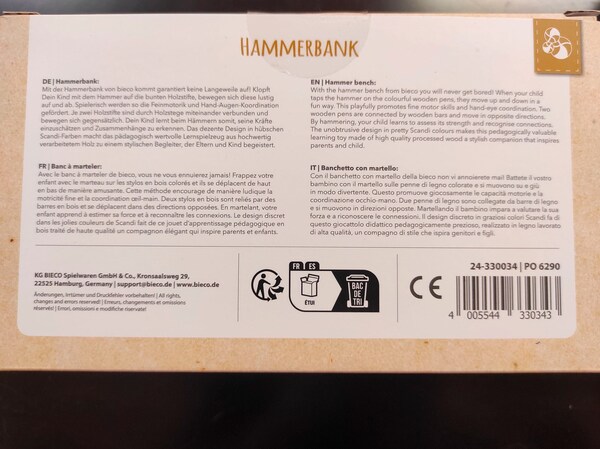 HAMMERBANK
DE | Hammerbank:
Mit das Hammerbank von bieco kommt garantiert keine Langeweile auf! Klopft
Dein Kind mit dem Hammer auf die bunten Holzstifte, bewegen sich diese lustig
auf und ab. Spielerisch werden so die Feinmotorik und Hand-Augen-Koordination
gefördert. Je zwei Holzstifte sind durch Holzstege miteinander verbunden und
bewegen sich gegensätzlich. Dein Kind lernt beim Hämmern somit, seine Kräfte
einzuschätzen und Zusammenhänge zu erkennen. Das dezente Design in hübschen
Scandi-Farben macht das pädagogisch wertvolle Lernspielzeug aus hochwertig
verarbeitetem Holz zu einem stylischen Begleiter, der Eltern und Kind begeistert.
EN | Hammer bench:
With the hammer bench from bieco you will never get bored! When your child
taps the hammer on the colourful wooden pens, they move up and down in a
fun way. This playfully promotes fine motor skills and hand-eye coordination. Two
wooden pens are connected by wooden bars and move in opposite directions.
By hammering, your child learns to assess its strength and recognise connections.
The unobtrusive design in pretty Scandi colours makes this pedagogically valuable
learning toy made of high quality processed wood a stylish companion that inspires
parents and child.
FR | Banc à marteler:
Avec le banc à marteler de bieco, vous ne vous ennuierez jamais! Frappez votre
enfant avec le marteau sur les stylos en bois colorés et ils se déplacent de haut
en bas de manière amusante. Cette méthode encourage de manière ludique la
motricité fine et la coordination œil-main. Deux stylos en bois sont reliés par des
barres en bois et se déplacent dans des directions opposées. En martelant, votre
enfant apprend à estimer sa force et à reconnaître les connexions. Le design discret
dans les jolies couleurs de Scandi fait de ce jouet d'apprentissage pédagogique en
bois traité de haute qualité un compagnon élégant qui inspire parents et enfants.
IT | Banchetto con martello:
Con il banchetto con martello della bieco non vi annoierete mai! Battete il vostro
bambino con il martello sulle penne di legno colorate e si muovono su e giù
in modo divertente. Questo promuove giocosamente le capacità motorie e la
coordinazione occhio-mano. Due penne di legno sono collegate da barre di legno
e si muovono in direzioni opposte. Martellando il bambino impara a valutare la sua
forza e a riconoscere le connessioni. Il design discreto in graziosi colori Scandi fa di
questo giocattolo didattico pedagogicamente prezioso, realizzato in legno lavorato
di alta qualità, un compagno di stile che ispira genitori e figli.
KG BIECO Spielwaren GmbH & Co., Kronsaalsweg 29,
22525 Hamburg, Germany | support@bieco.de | www.bieco.de
Änderungen, Irrtümer und Druckfehler vorbehalten! | All rights,
changes and errors reserved! | Erreurs, changements et omissions
réservés! | Errori, omissioni e modifiche riservate!
FR ES
ÉTUI
BAC
DE
TRI
CE
24-330034 | PO 6290
4 005544 330343